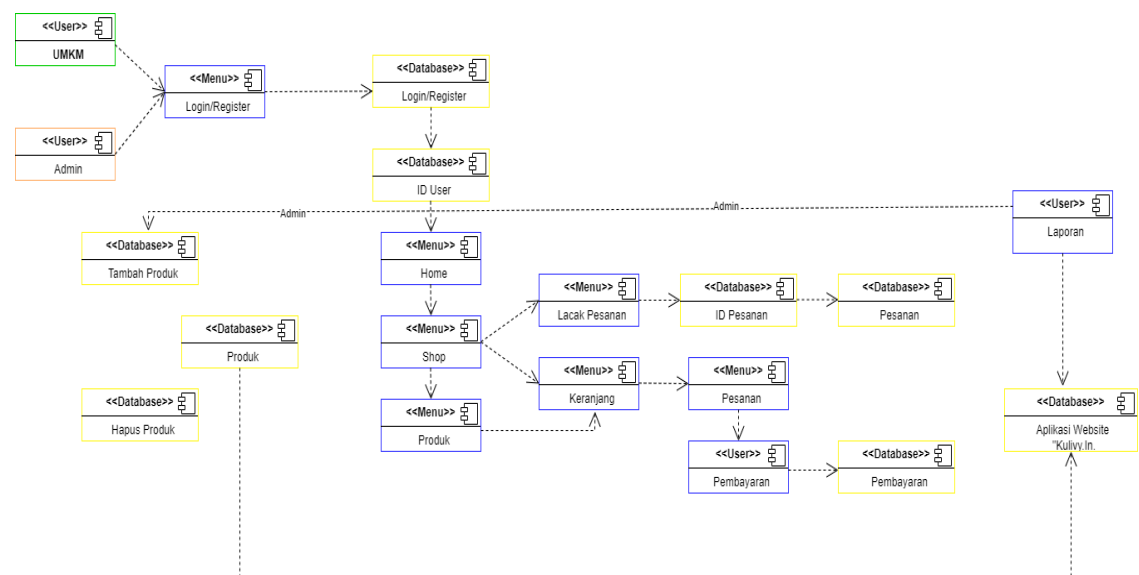 <<User>>
UMKM
<<Menu>>
Login/Register
<<Database>>
Login/Register
<<User>>
Admin
<<Database>>
ID User
Admin
Admin
<<User>>
Laporan
<<Database>>
Tambah Produk
<<Menu>>
Home
<<Menu>>
Lacak Pesanan
<<Database>>
ID Pesanan
<<Database>>
Pesanan
<<Database>>
Produk
<<Menu>>
Shop
<<Menu>>
Keranjang
<<Menu>>
Pesanan
<<Database>>
Hapus Produk
<<Menu>>
Produk
<<Database>>
Aplikasi Website
"Kulivy.In.
<<User>>
Pembayaran
<<Database>>
Pembayaran